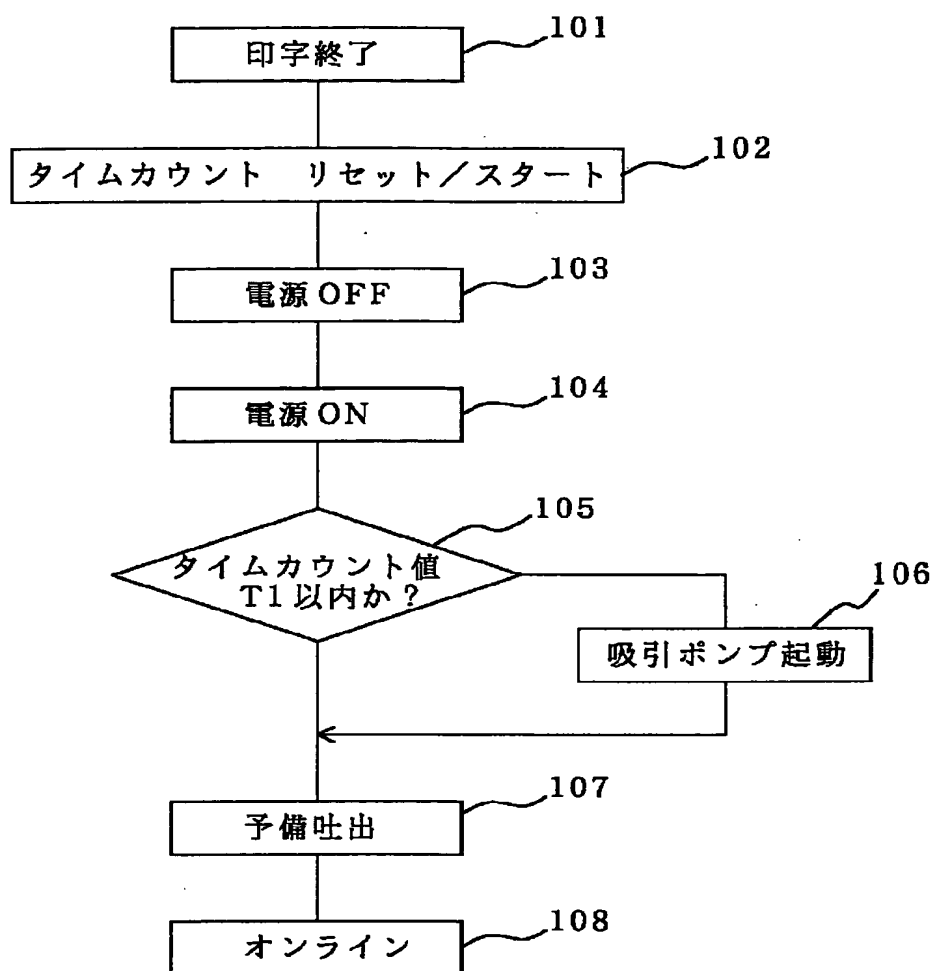 101
印字終了
102
タイムカウント　リセット／スタート
103
電源OFF
104
電源ON
105
タイムカウント値
T1以内か？
106
吸引ポンプ起動
107
予備吐出
108
オンライン